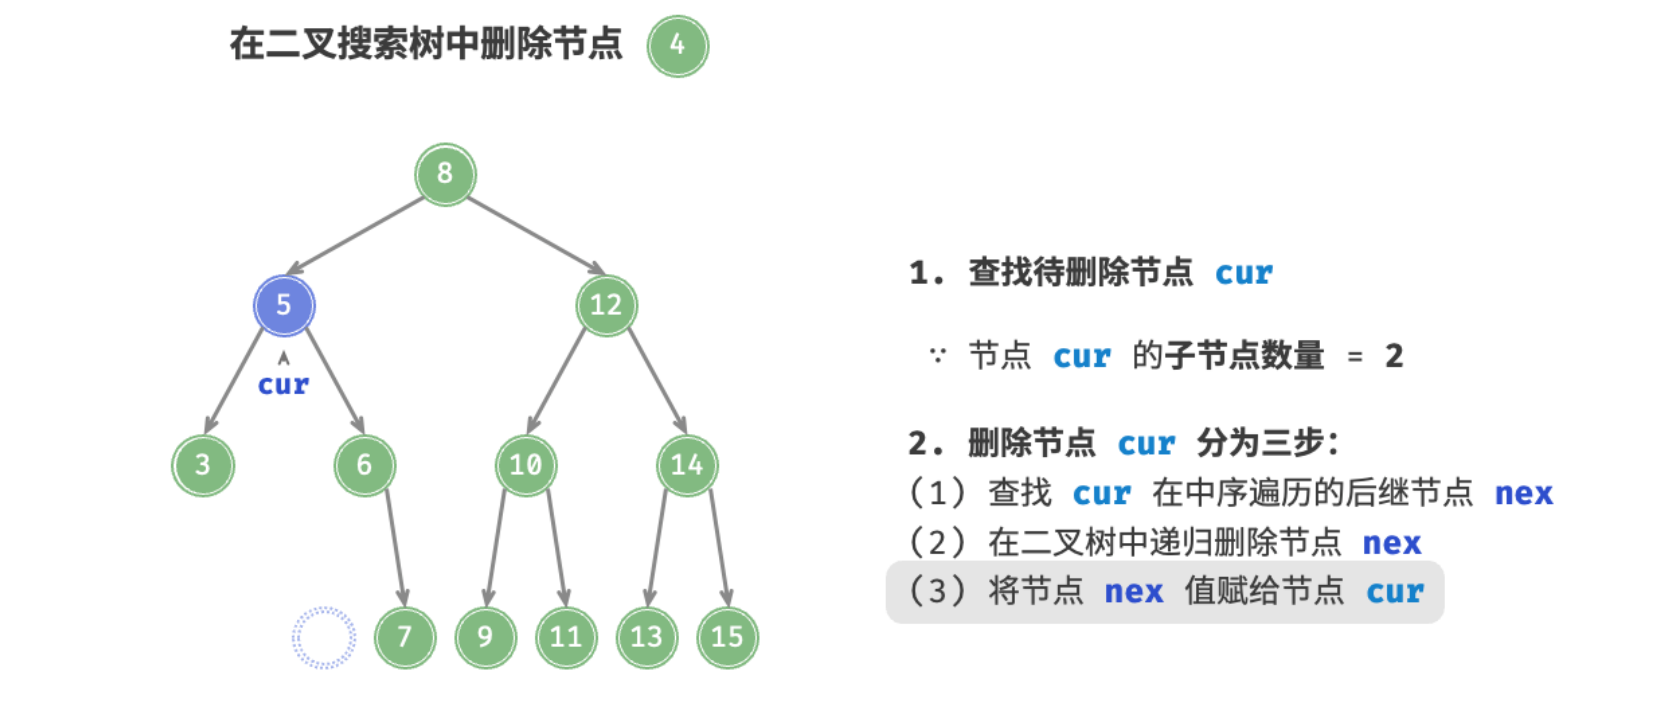 在二叉搜索树中删除节点 4
8
5
12
cur
3
6
10
14
7
9
11
13
15
1. 查找待删除节点 cur
∵ 节点 cur 的子节点数量 = 2
2. 删除节点 cur 分为三步：
(1) 查找 cur 在中序遍历的后继节点 nex
(2) 在二叉树中递归删除节点 nex
(3) 将节点 nex 值赋给节点 cur